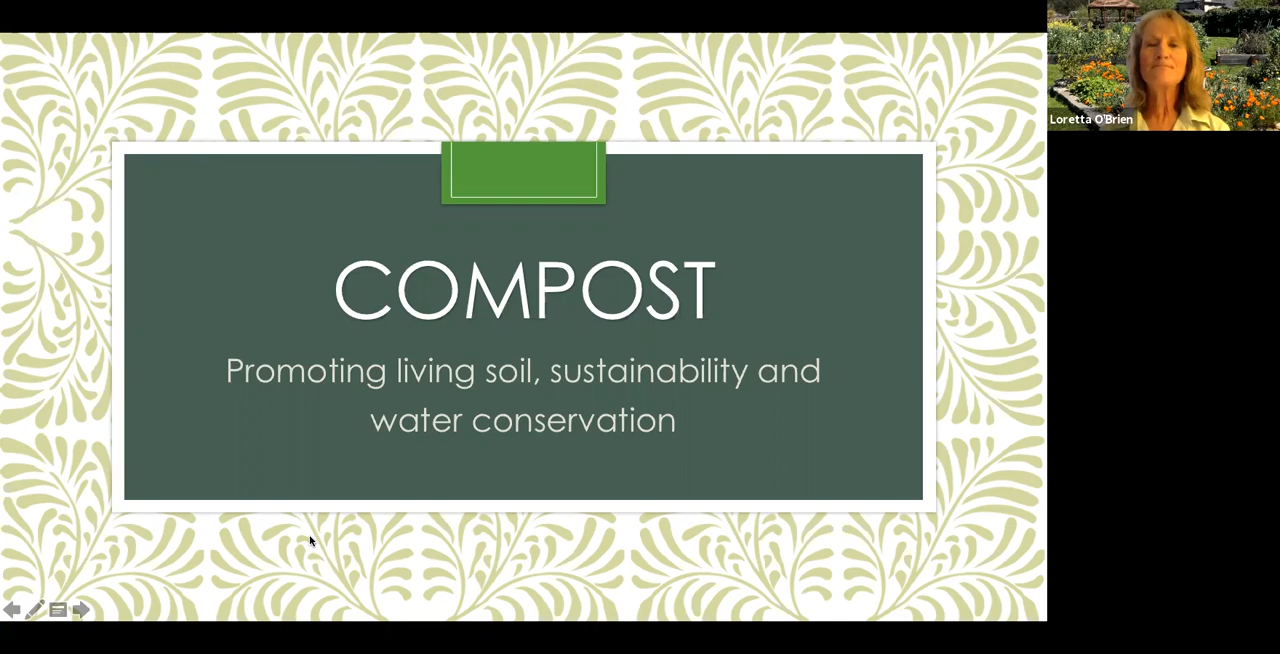 COMPOST
Promoting living soil, sustainability and
water conservation
Loretta O'Brien